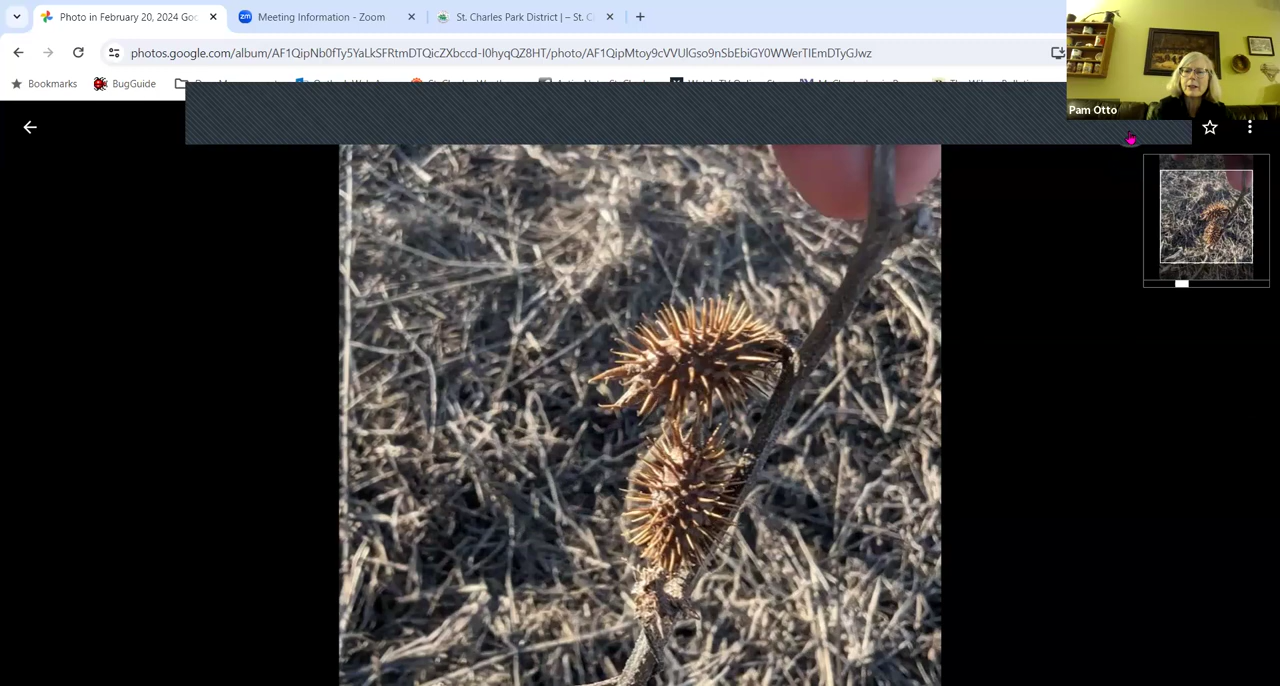 Photo in February 20, 2024 Goo
Meeting Information - Zoom
St. Charles Park District | – St. C
photos.google.com/album/AF1QipNb0fTy5YaLkSFRtmDTQicZXbccd-I0hyqQZ8HT/photo/AF1QipMtoy9cVVUlGso9nSbEbiGY0WWerTIEmDTyGJwz
Bookmarks
BugGuide
Pam Otto